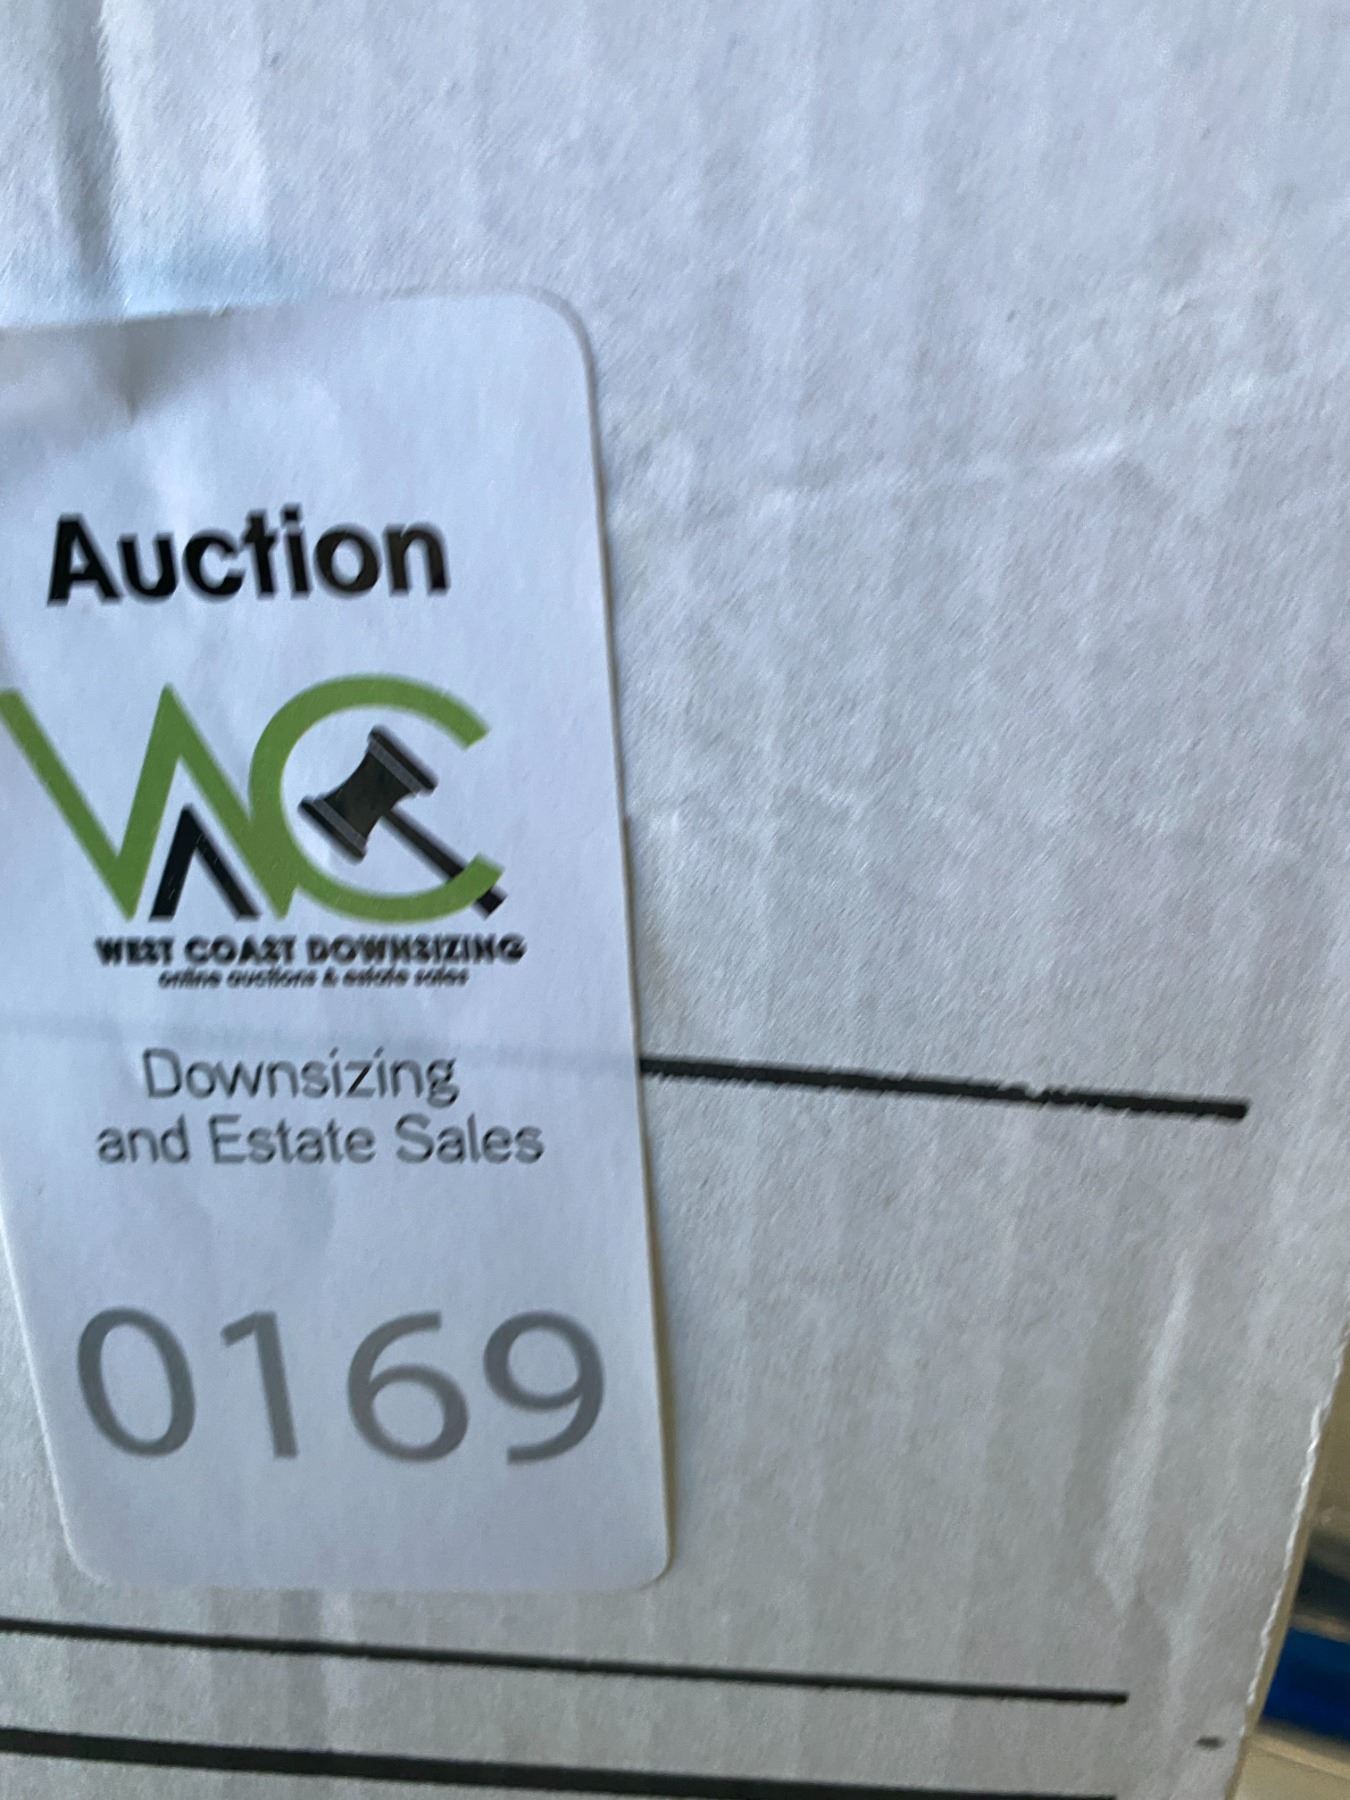 Auction
WC
WEST COAST DOWNSIZING
online auctions & estate sales
Downsizing
and Estate Sales
0169